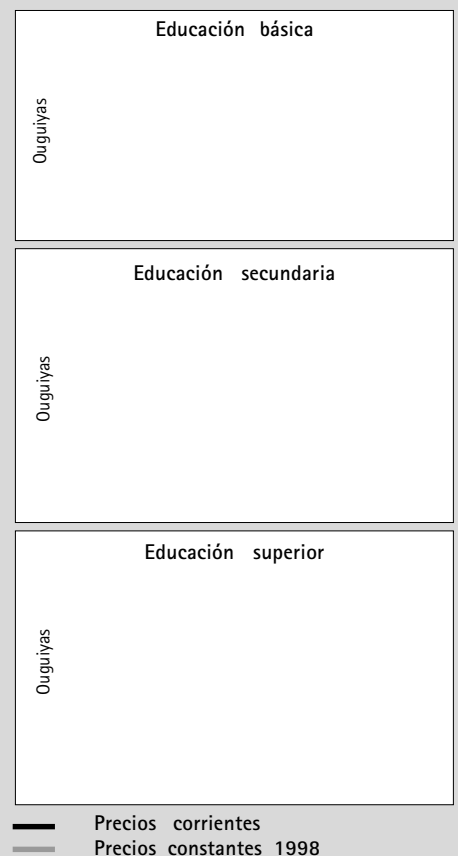 Educación básica
Ouguiyas
Educación secundaria
Ouguiyas
Educación superior
Ouguiyas
Precios corrientes
Precios constantes 1998